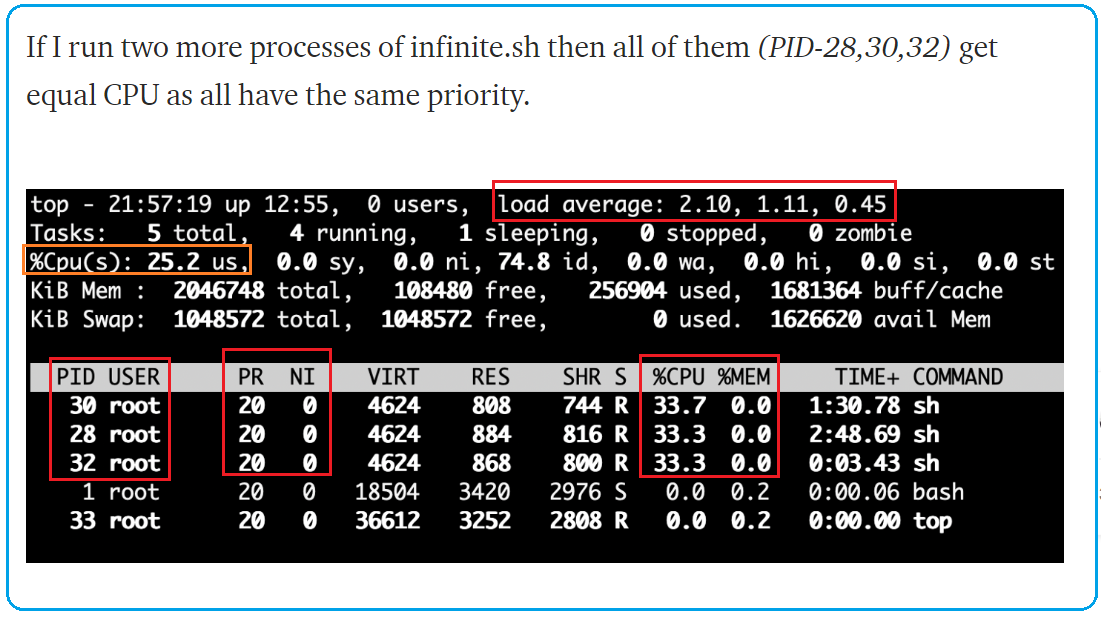 If I run two more processes of infinite.sh then all of them (PID-28,30,32) get
equal CPU as all have the same priority.
top - 21:57:19 up 12:55,  0 users,  load average: 2.10, 1.11, 0.45
Tasks:   5 total,   4 running,   1 sleeping,   0 stopped,   0 zombie
%Cpu(s): 25.2 us,  0.0 sy,  0.0 ni, 74.8 id,  0.0 wa,  0.0 hi,  0.0 si,  0.0 st
KiB Mem :  2046748 total,   108480 free,   256904 used,  1681364 buff/cache
KiB Swap:  1048572 total,  1048572 free,        0 used.  1626620 avail Mem
PID USER      PR  NI    VIRT    RES    SHR S  %CPU %MEM     TIME+ COMMAND
30 root      20   0    4624    808    744 R  33.7  0.0   1:30.78 sh
28 root      20   0    4624    884    816 R  33.3  0.0   2:48.69 sh
32 root      20   0    4624    868    800 R  33.3  0.0   0:03.43 sh
1 root      20   0   18504   3420   2976 S   0.0  0.2   0:00.06 bash
33 root      20   0   36612   3252   2808 R   0.0  0.2   0:00.00 top